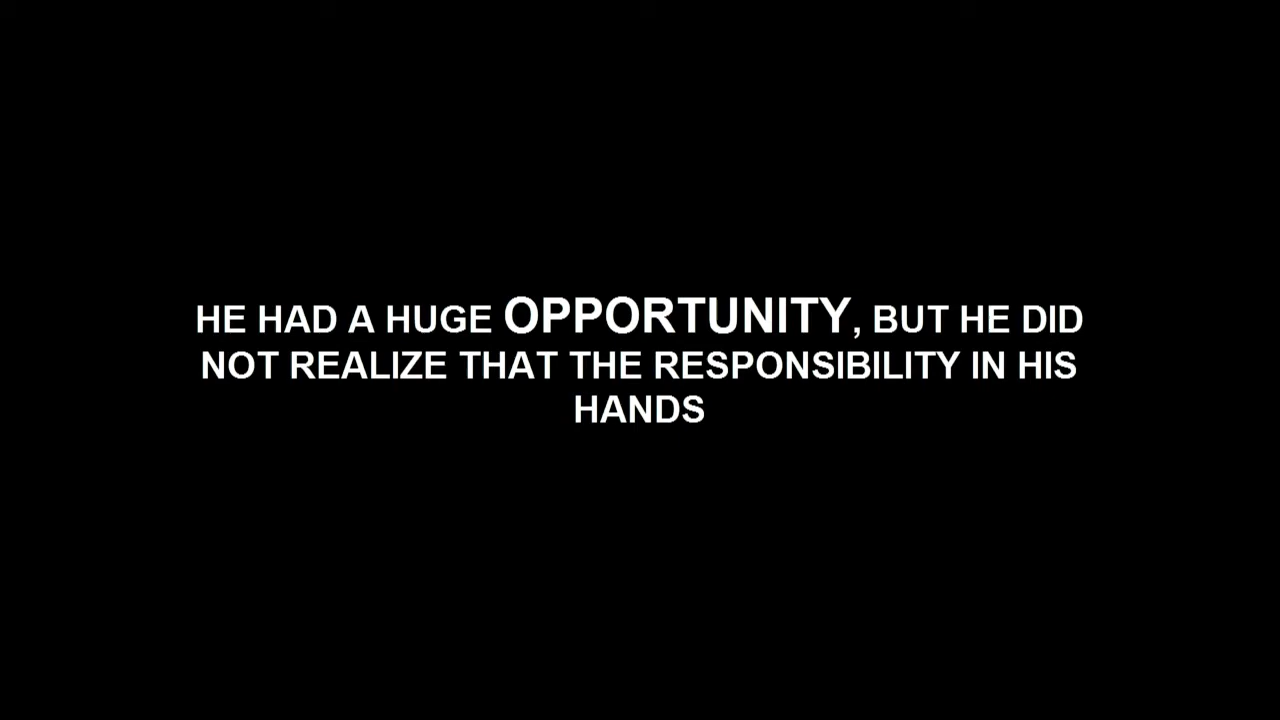 HE HAD A HUGE OPPORTUNITY, BUT HE DID
NOT REALIZE THAT THE RESPONSIBILITY IN HIS
HANDS